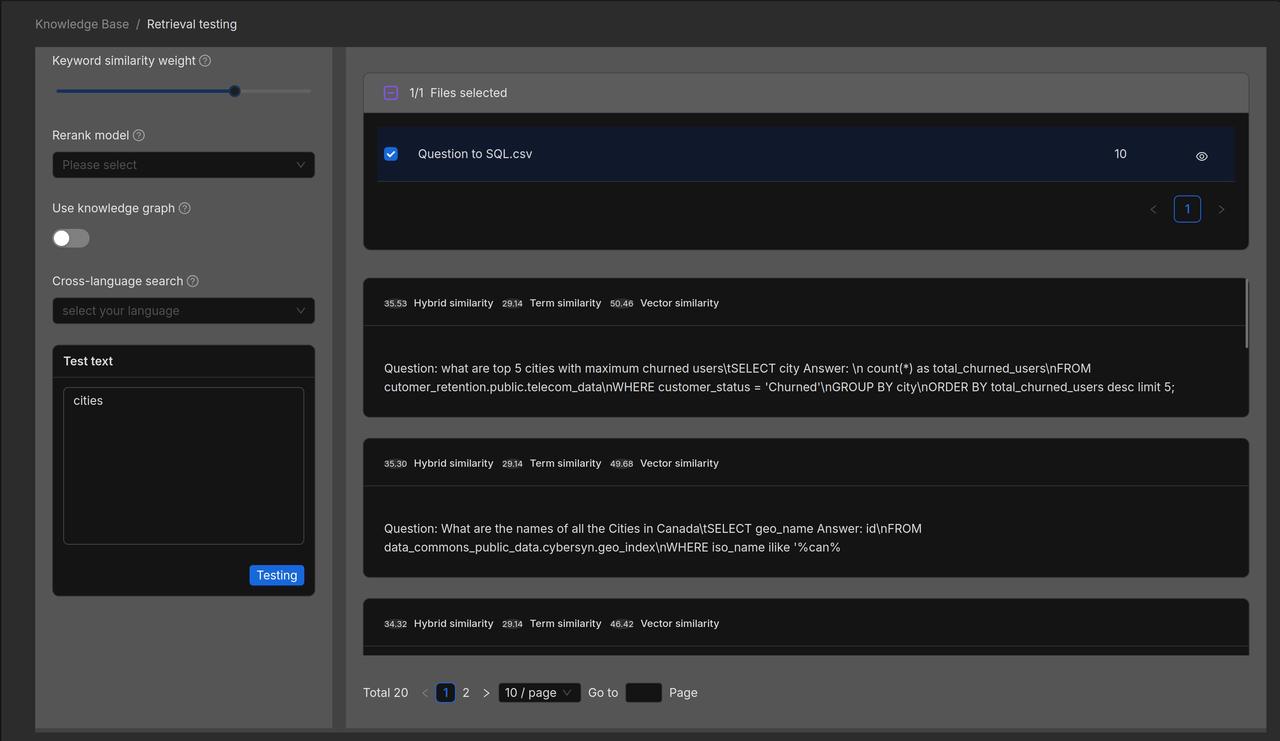 Knowledge Base / Retrieval testing
Keyword similarity weight
Rerank model
Please select
Use knowledge graph
Cross-language search
select your language
Test text
cities
Testing
1/1 Files selected
Question to SQL.csv 10
1
35.53 Hybrid similarity 29.14 Term similarity 50.46 Vector similarity
Question: what are top 5 cities with maximum churned users\tSELECT city Answer: \n count(*) as total_churned_users\nFROM
cutomer_retention.public.telecom_data\nWHERE customer_status = 'Churned'\nGROUP BY city\nORDER BY total_churned_users desc limit 5;
35.30 Hybrid similarity 29.14 Term similarity 49.68 Vector similarity
Question: What are the names of all the Cities in Canada\tSELECT geo_name Answer: id\nFROM
data_commons_public_data.cybersyn.geo_index\nWHERE iso_name ilike '%can%
34.32 Hybrid similarity 29.14 Term similarity 46.42 Vector similarity
Total 20 < 1 2 > 10 / page Go to Page